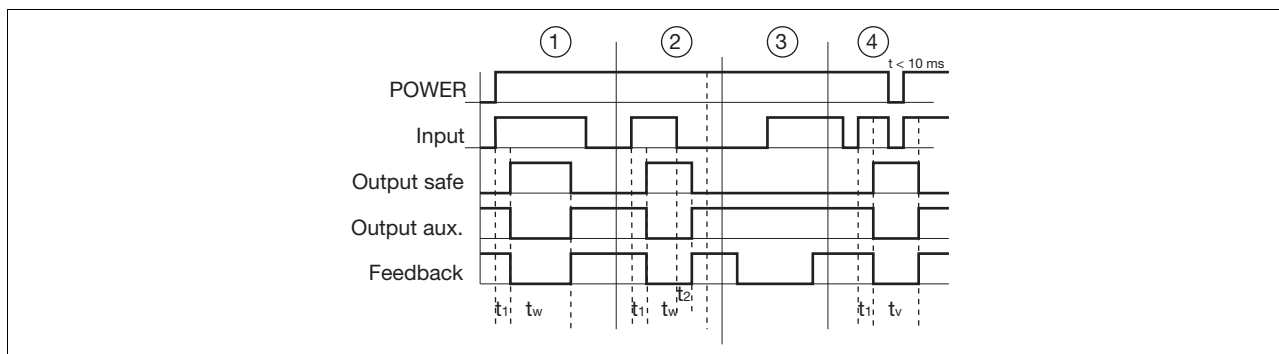 ① ② ③ ④
t < 10 ms
POWER
Input
Output safe
Output aux.
Feedback
t2
t1 tw t1 tw t1 tv